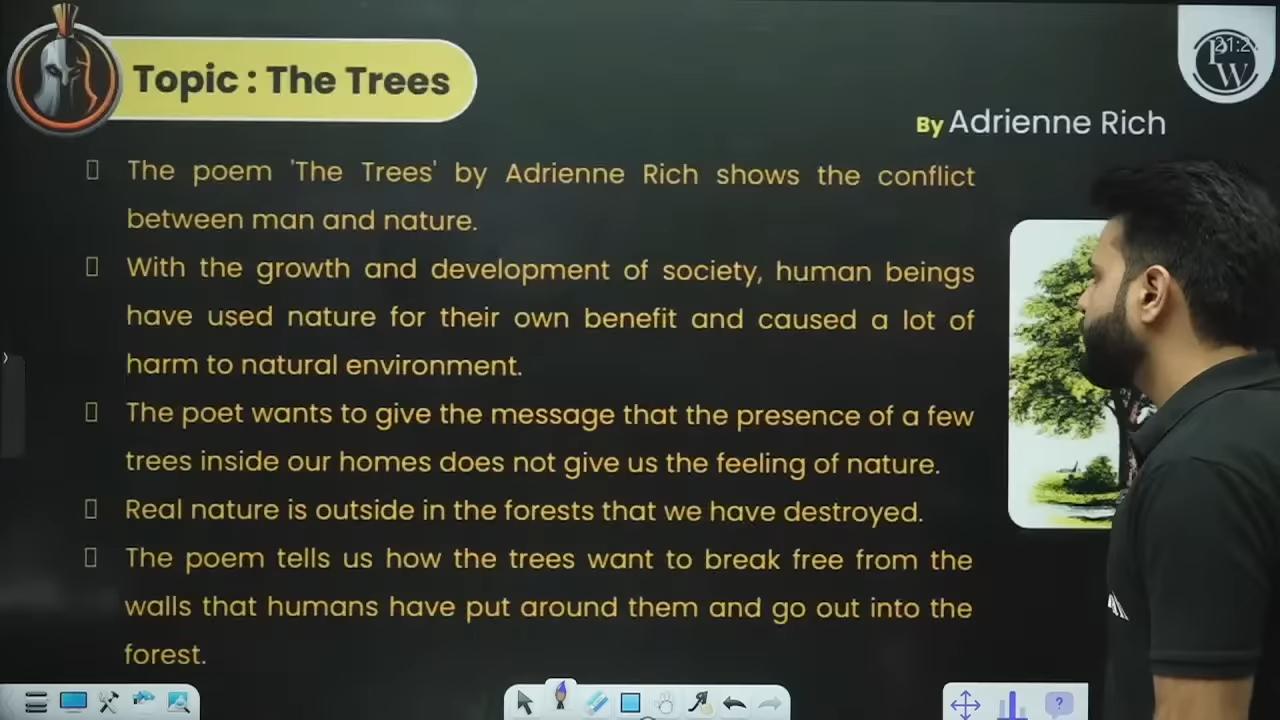 Topic : The Trees
By Adrienne Rich
The poem 'The Trees' by Adrienne Rich shows the conflict
between man and nature.
With the growth and development of society, human beings
have used nature for their own benefit and caused a lot of
harm to natural environment.
The poet wants to give the message that the presence of a few
trees inside our homes does not give us the feeling of nature.
Real nature is outside in the forests that we have destroyed.
The poem tells us how the trees want to break free from the
walls that humans have put around them and go out into the
forest.
PW